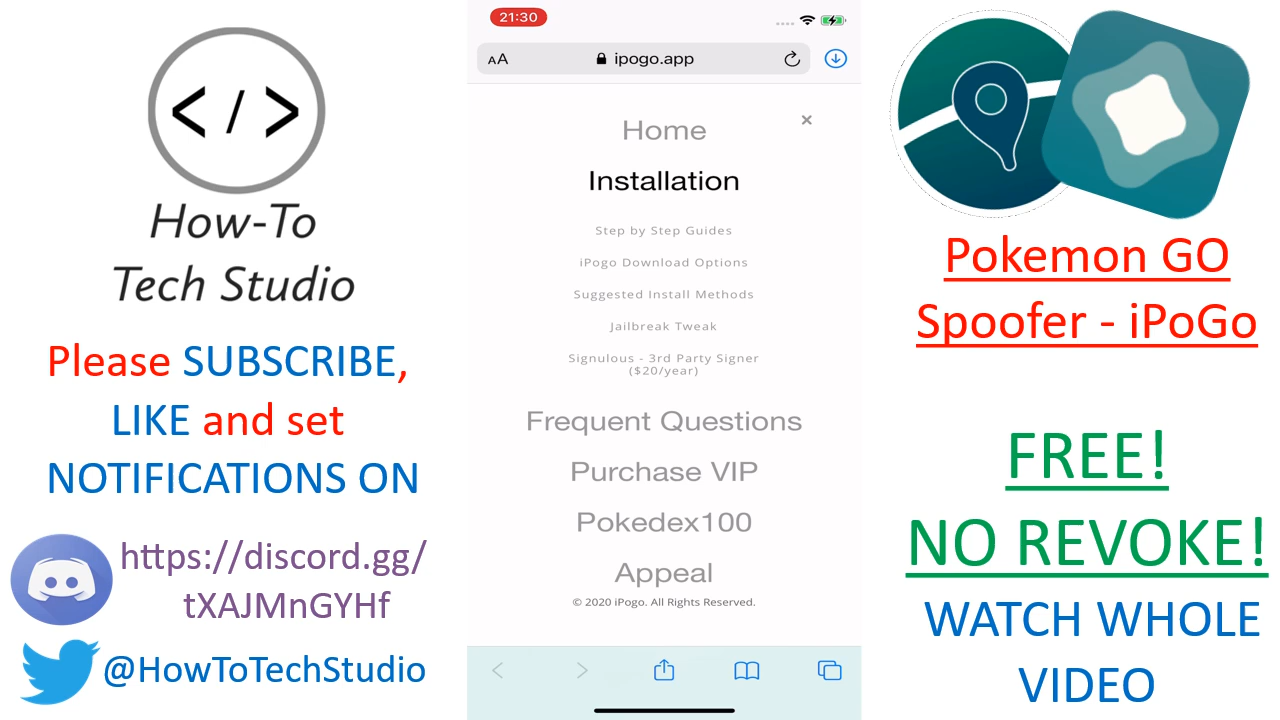 </>
How-To
Tech Studio
Please SUBSCRIBE,
LIKE and set
NOTIFICATIONS ON
https://discord.gg/
tXAJMnGYHf
@HowToTechStudio
21:30
AA
ipogo.app
×
Home
Installation
Step by Step Guides
iPogo Download Options
Suggested Install Methods
Jailbreak Tweak
Signulous - 3rd Party Signer
($20/year)
Frequent Questions
Purchase VIP
Pokedex100
Appeal
© 2020 iPogo. All Rights Reserved.
Pokemon GO
Spoofer - iPoGo
FREE!
NO REVOKE!
WATCH WHOLE
VIDEO